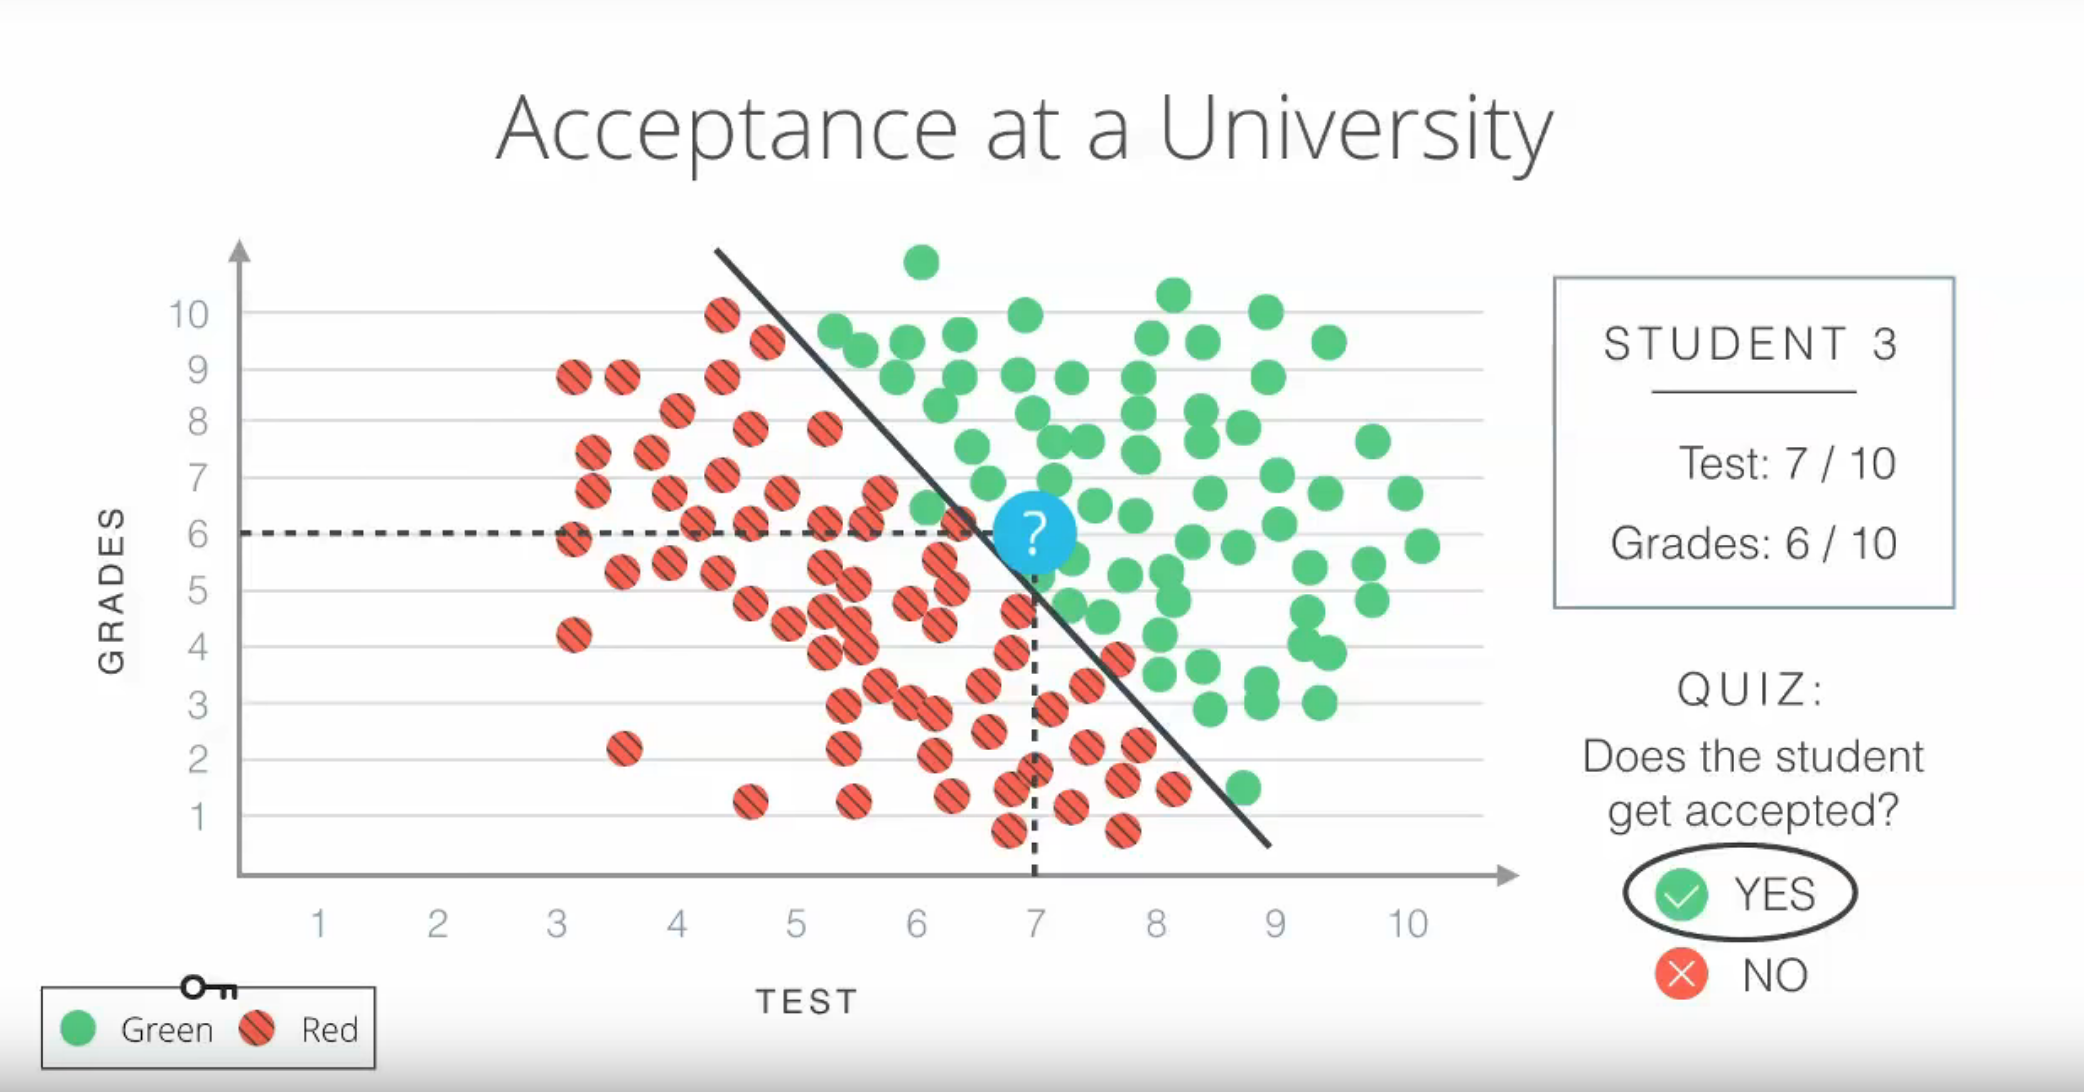 Acceptance at a University
GRADES
10
9
8
7
6
5
4
3
2
1
?
1 2 3 4 5 6 7 8 9 10
TEST
Green Red
STUDENT 3
Test: 7 / 10
Grades: 6 / 10
QUIZ:
Does the student
get accepted?
YES
NO